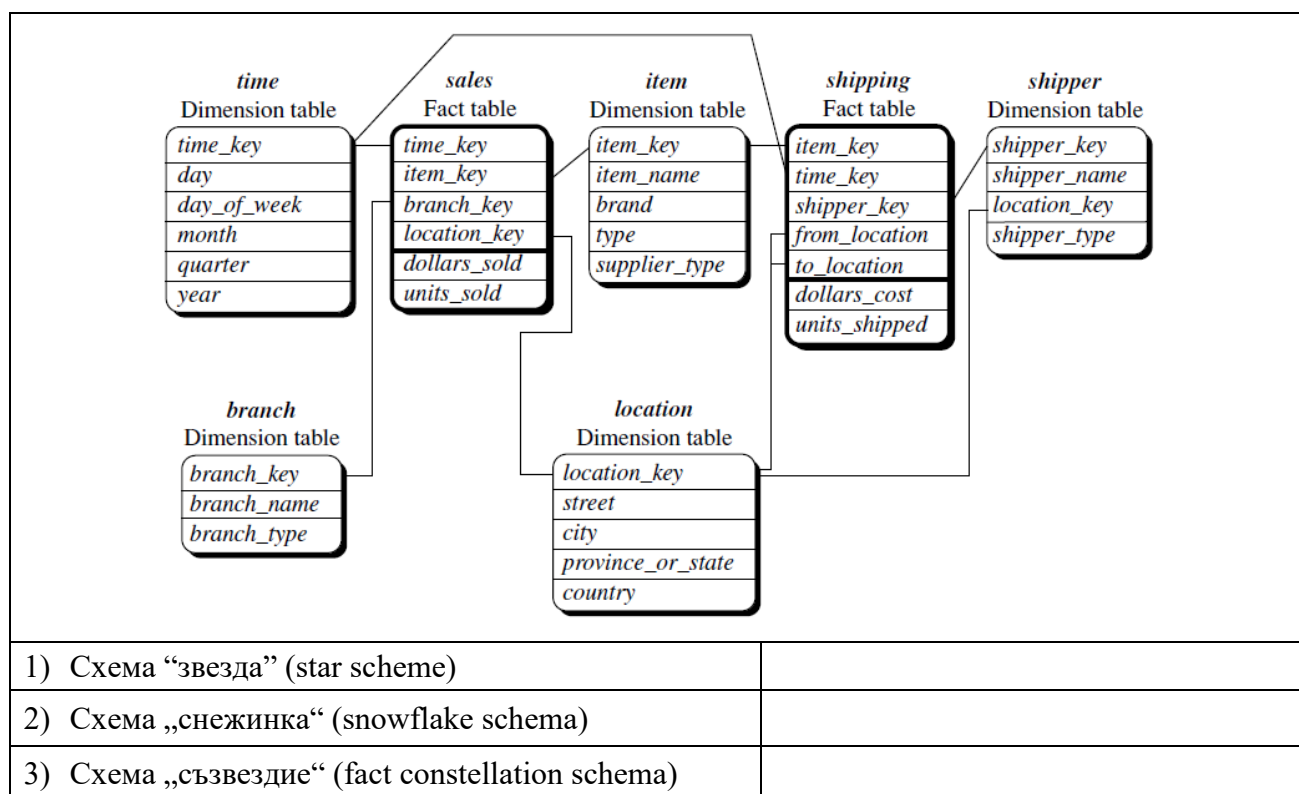 time
Dimension table
time_key
day
day_of_week
month
quarter
year
sales
Fact table
time_key
item_key
branch_key
location_key
dollars_sold
units_sold
item
Dimension table
item_key
item_name
brand
type
supplier_type
shipping
Fact table
item_key
time_key
shipper_key
from_location
to_location
dollars_cost
units_shipped
shipper
Dimension table
shipper_key
shipper_name
location_key
shipper_type
branch
Dimension table
branch_key
branch_name
branch_type
location
Dimension table
location_key
street
city
province_or_state
country
1) Схема “звезда” (star scheme)
2) Схема „снежинка“ (snowflake schema)
3) Схема „съзвездие“ (fact constellation schema)